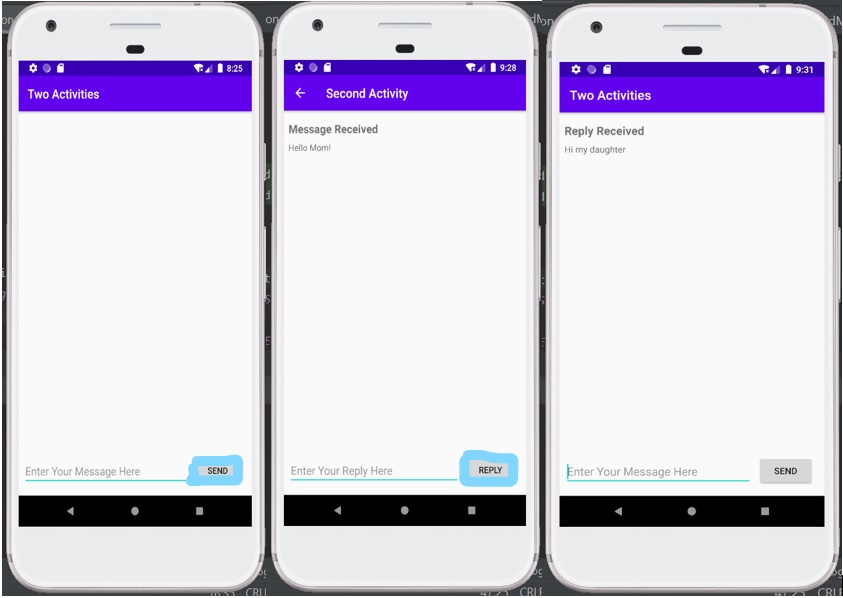 8:25
Two Activities
Enter Your Message Here
SEND
9:28
Second Activity
Message Received
Hello Mom!
Enter Your Reply Here
REPLY
9:31
Two Activities
Reply Received
Hi my daughter
Enter Your Message Here
SEND